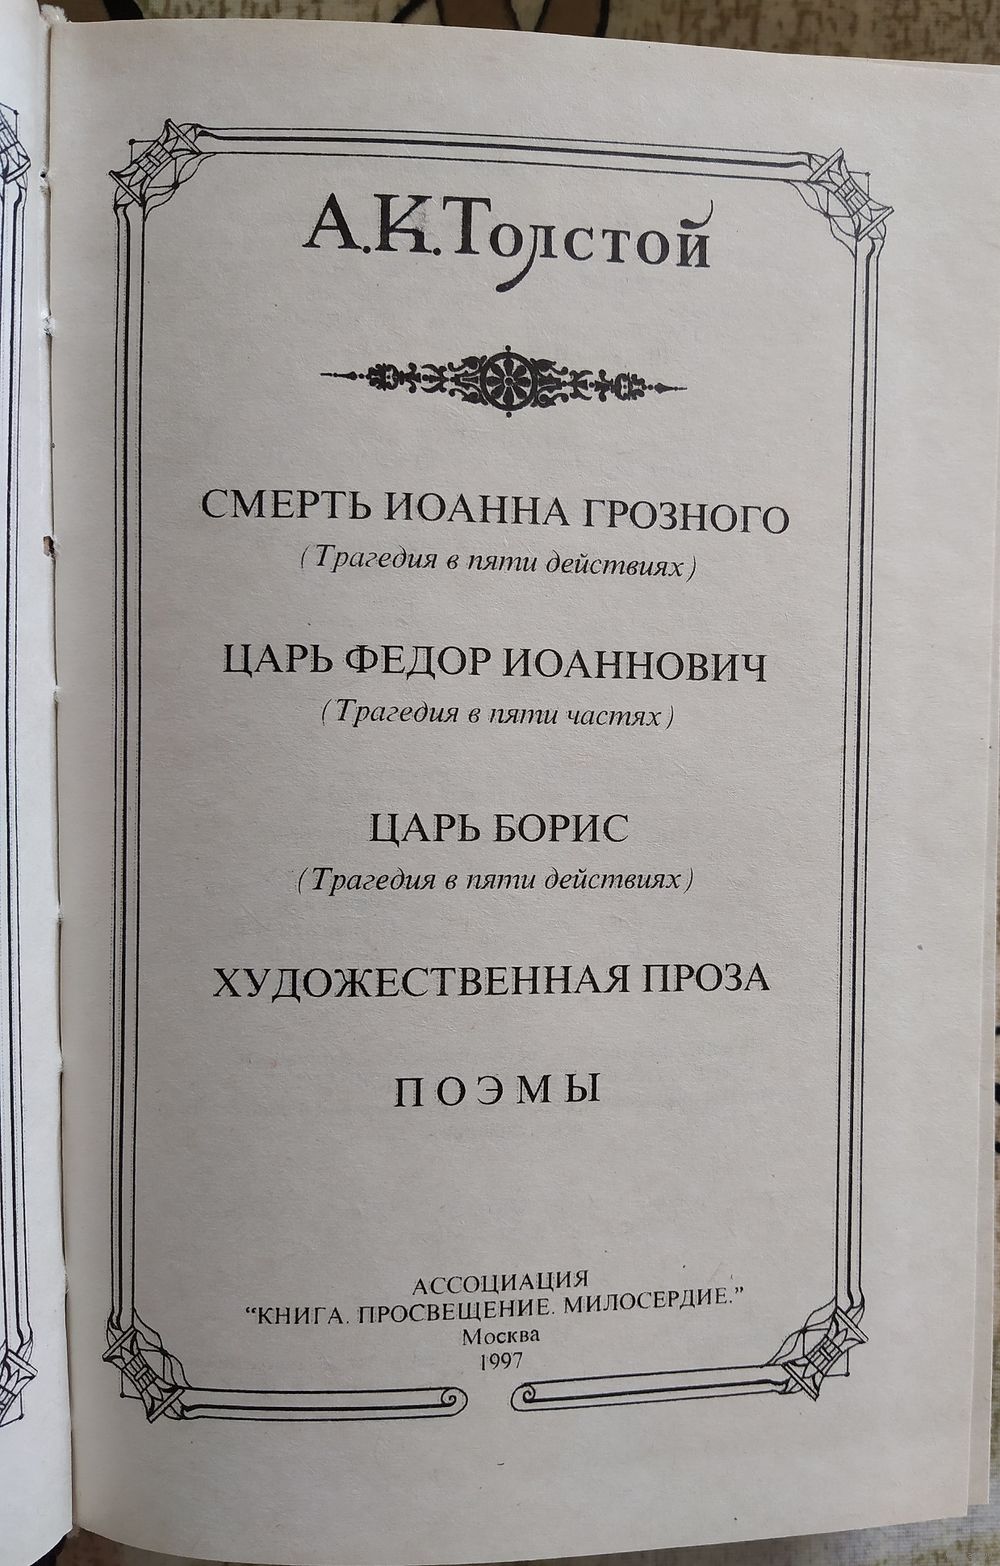 А.К.Толстой
СМЕРТЬ ИОАННА ГРОЗНОГО
(Трагедия в пяти действиях)
ЦАРЬ ФЕДОР ИОАННОВИЧ
(Трагедия в пяти частях)
ЦАРЬ БОРИС
(Трагедия в пяти действиях)
ХУДОЖЕСТВЕННАЯ ПРОЗА
ПОЭМЫ
АССОЦИАЦИЯ
"КНИГА. ПРОСВЕЩЕНИЕ. МИЛОСЕРДИЕ."
Москва
1997